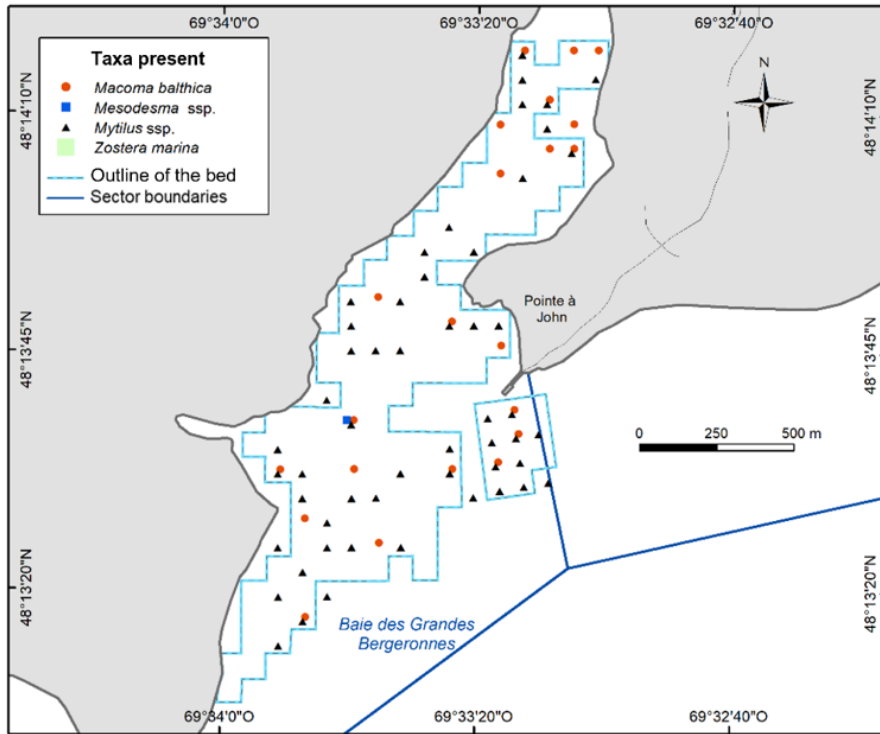 69°34'0"O 69°33'20"O 69°32'40"O
Taxa present
Macoma balthica
Mesodesma ssp.
Mytilus ssp.
Zostera marina
Outline of the bed
Sector boundaries
N
48°14'10"N 48°14'10"N
Pointe à
John
48°13'45"N 48°13'45"N
0 250 500 m
48°13'20"N 48°13'20"N
Baie des Grandes
Bergeronnes
69°34'0"O 69°33'20"O 69°32'40"O